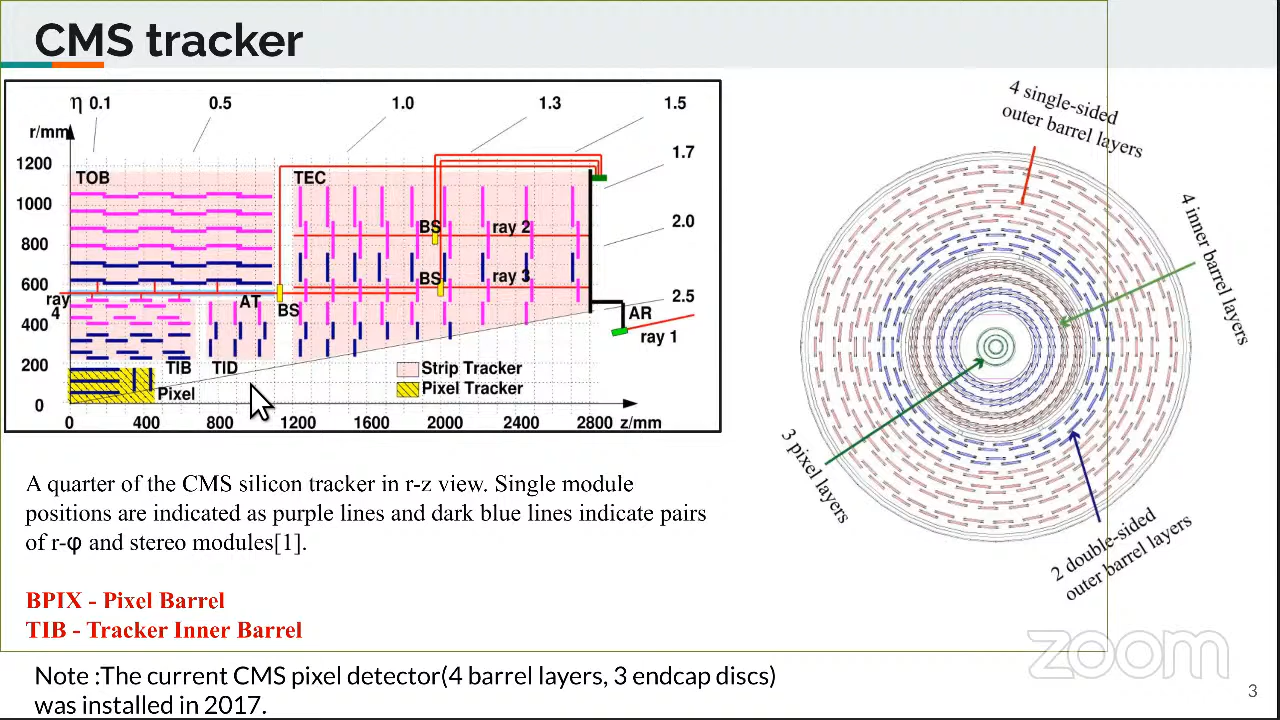 CMS tracker
η 0.1 0.5 1.0 1.3 1.5
r/mm
1.7
1200
TOB TEC
1000
BS ray 2
2.0
800
BS ray 3
600
ray 4 AT BS
2.5
400
AR
ray 1
200
TIB TID
Strip Tracker
Pixel Tracker
Pixel
0
0 400 800 1200 1600 2000 2400 2800 z/mm
4 single-sided
outer barrel layers
4 inner barrel layers
3 pixel layers
2 double-sided
outer barrel layers
A quarter of the CMS silicon tracker in r-z view. Single module
positions are indicated as purple lines and dark blue lines indicate pairs
of r-φ and stereo modules[1].
BPIX - Pixel Barrel
TIB - Tracker Inner Barrel
zoom
Note :The current CMS pixel detector(4 barrel layers, 3 endcap discs)
was installed in 2017.
3